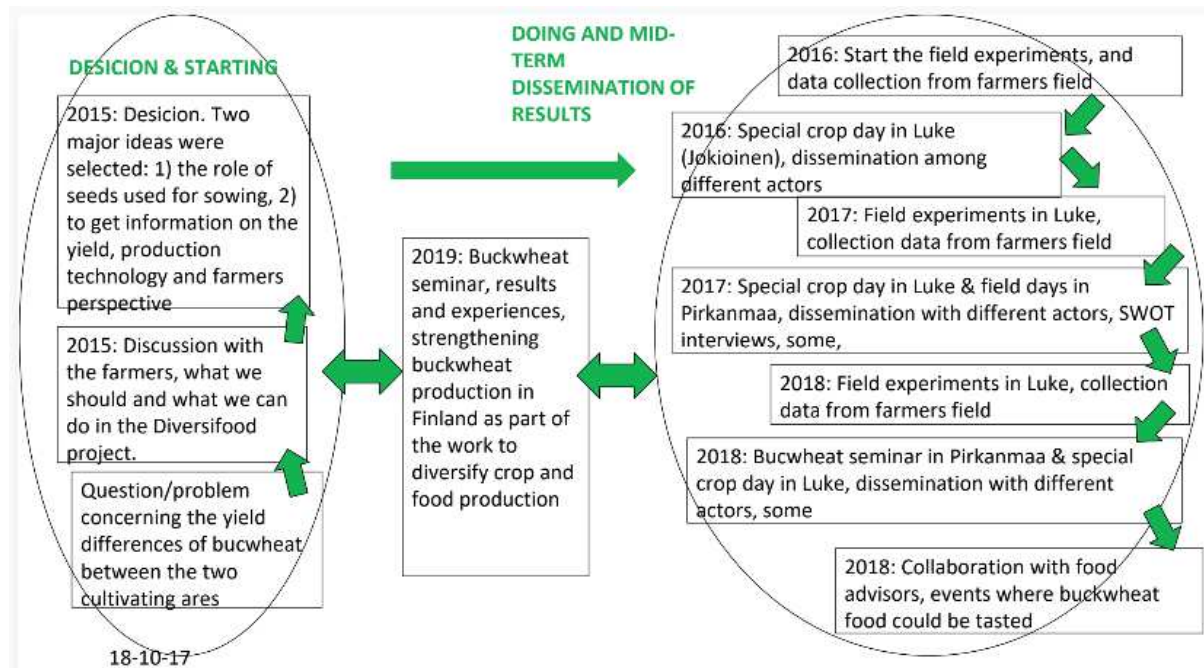 DESICION & STARTING
2015: Desicion. Two
major ideas were
selected: 1) the role of
seeds used for sowing, 2)
to get information on the
yield, production
technology and farmers
perspective
2015: Discussion with
the farmers, what we
should and what we can
do in the Diversifood
project.
Question/problem
concerning the yield
differences of bucwheat
between the two
cultivating ares
18-10-17
DOING AND MID-
TERM
DISSEMINATION OF
RESULTS
2019: Buckwheat
seminar, results and
experiences,
strengthening
buckwheat
production in
Finland as part of
the work to
diversify crop and
food production
2016: Start the field experiments, and
data collection from farmers field
2016: Special crop day in Luke
(Jøkioinen), dissemination among
different actors
2017: Field experiments in Luke,
collection data from farmers field
2017: Special crop day in Luke & field days in
Pirkanmaa, dissemination with different actors, SWOT
interviews, some,
2018: Field experiments in Luke, collection
data from farmers field
2018: Bucwheat seminar in Pirkanmaa & special
crop day in Luke, dissemination with different
actors, some
2018: Collaboration with food
advisors, events where buckwheat
food could be tasted